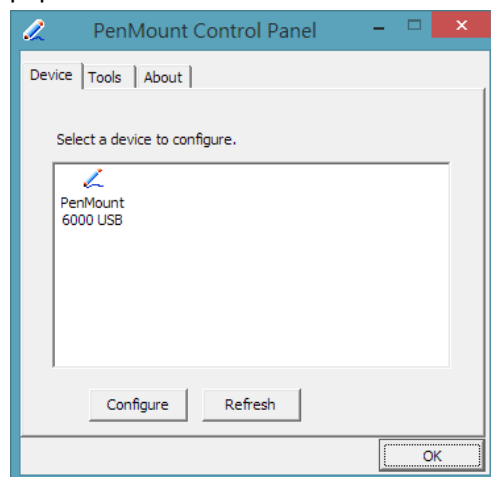 PenMount Control Panel
Device Tools About
Select a device to configure.
PenMount
6000 USB
Configure Refresh
OK